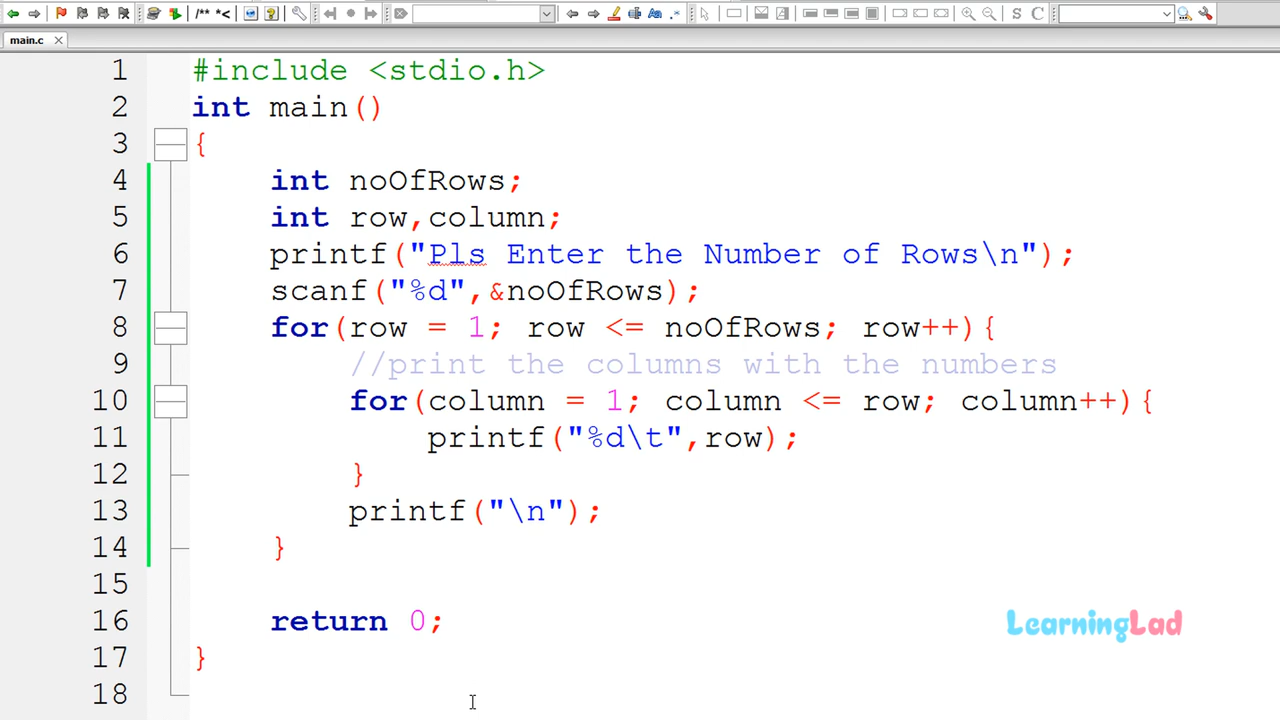 /** *<
S C
main.c
1 #include <stdio.h>
2 int main()
3 {
4 int noOfRows;
5 int row,column;
6 printf("Pls Enter the Number of Rows\n");
7 scanf("%d",&noOfRows);
8 for(row = 1; row <= noOfRows; row++){
9 //print the columns with the numbers
10 for(column = 1; column <= row; column++){
11 printf("%d\t",row);
12 }
13 printf("\n");
14 }
15
16 return 0;
17 }
18
LearningLad